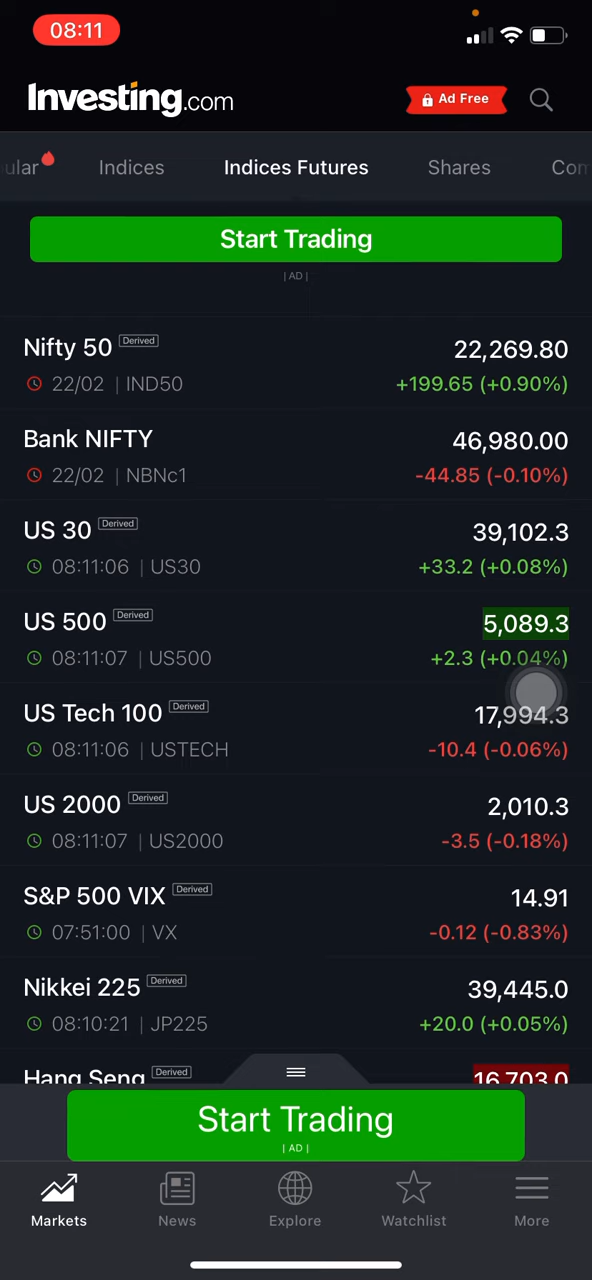 08:11
Investing.com
Ad Free
ular
Indices
Indices Futures
Shares
Com
Start Trading
| AD |
Nifty 50 Derived
22,269.80
22/02 | IND50
+199.65 (+0.90%)
Bank NIFTY
46,980.00
22/02 | NBNc1
-44.85 (-0.10%)
US 30 Derived
39,102.3
08:11:06 | US30
+33.2 (+0.08%)
US 500 Derived
5,089.3
08:11:07 | US500
+2.3 (+0.04%)
US Tech 100 Derived
17,994.3
08:11:06 | USTECH
-10.4 (-0.06%)
US 2000 Derived
2,010.3
08:11:07 | US2000
-3.5 (-0.18%)
S&P 500 VIX Derived
14.91
07:51:00 | VX
-0.12 (-0.83%)
Nikkei 225 Derived
39,445.0
08:10:21 | JP225
+20.0 (+0.05%)
Hang Seng Derived
16,703.0
Start Trading
| AD |
Markets
News
Explore
Watchlist
More